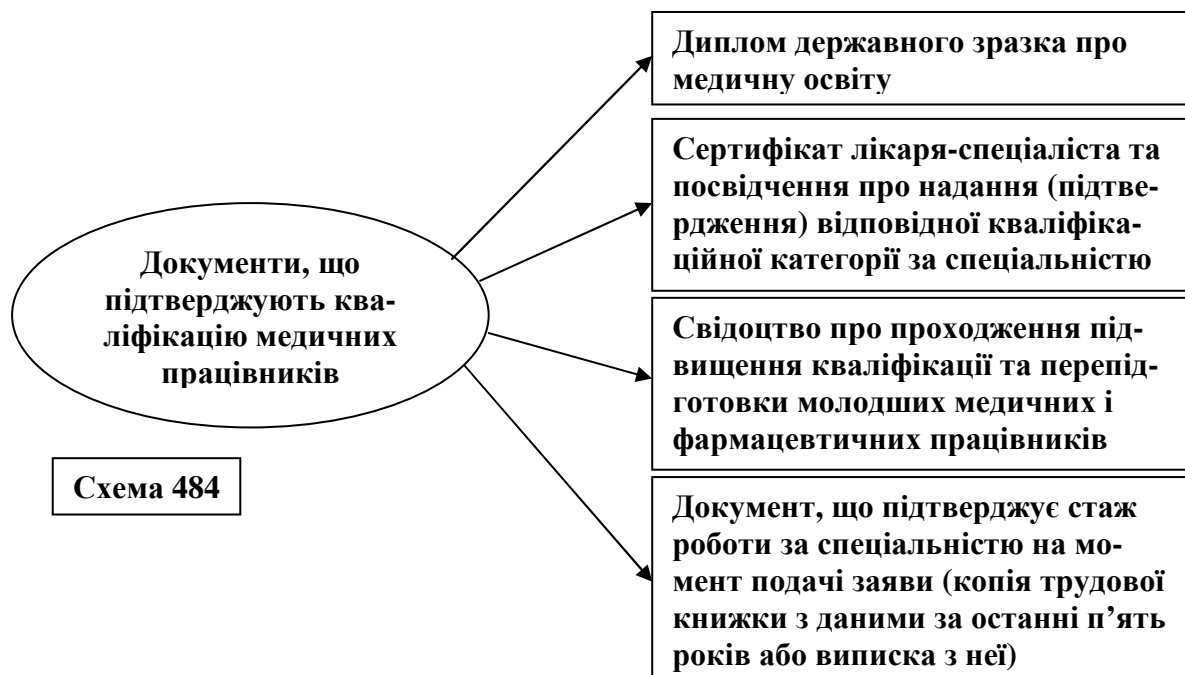 Диплом державного зразка про
медичну освіту
Сертифікат лікаря-спеціаліста та
посвідчення про надання (підтве-
рдження) відповідної кваліфіка-
ційної категорії за спеціальністю
Документи, що
підтверджують ква-
ліфікацію медичних
працівників
Свідоцтво про проходження під-
вищення кваліфікації та перепід-
готовки молодших медичних і
фармацевтичних працівників
Схема 484
Документ, що підтверджує стаж
роботи за спеціальністю на мо-
мент подачі заяви (копія трудової
книжки з даними за останні п’ять
років або виписка з неї)